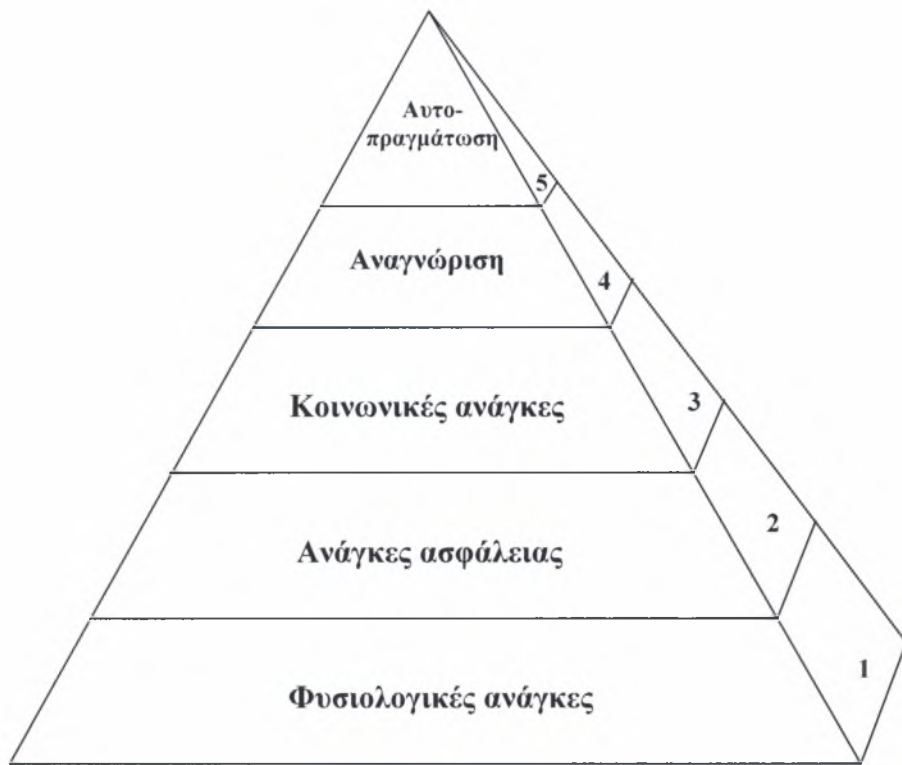 Αυτο-
πραγμάτωση
5
Αναγνώριση
4
Κοινωνικές ανάγκες
3
Ανάγκες ασφάλειας
2
Φυσιολογικές ανάγκες
1